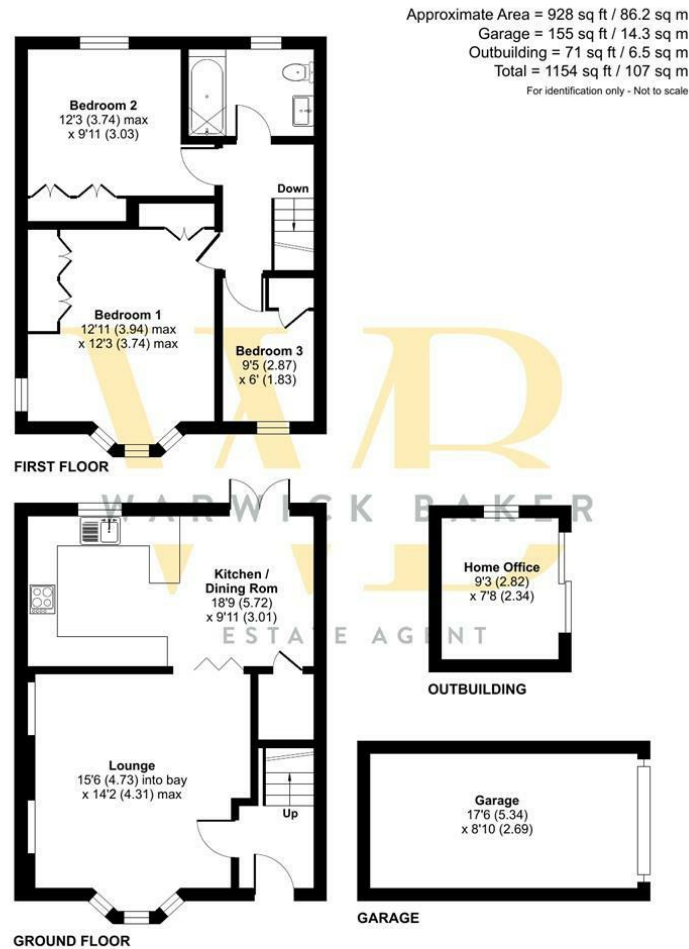 Approximate Area = 928 sq ft / 86.2 sq m
Garage = 155 sq ft / 14.3 sq m
Outbuilding = 71 sq ft / 6.5 sq m
Total = 1154 sq ft / 107 sq m
For identification only - Not to scale
Bedroom 2
12'3 (3.74) max
x 9'11 (3.03)
Down
Bedroom 1
12'11 (3.94) max
x 12'3 (3.74) max
Bedroom 3
9'5 (2.87)
x 6' (1.83)
FIRST FLOOR
WB
WARWICK BAKER
ESTATE AGENT
Kitchen /
Dining Rom
18'9 (5.72)
x 9'11 (3.01)
Lounge
15'6 (4.73) into bay
x 14'2 (4.31) max
Up
GROUND FLOOR
Home Office
9'3 (2.82)
x 7'8 (2.34)
OUTBUILDING
Garage
17'6 (5.34)
x 8'10 (2.69)
GARAGE